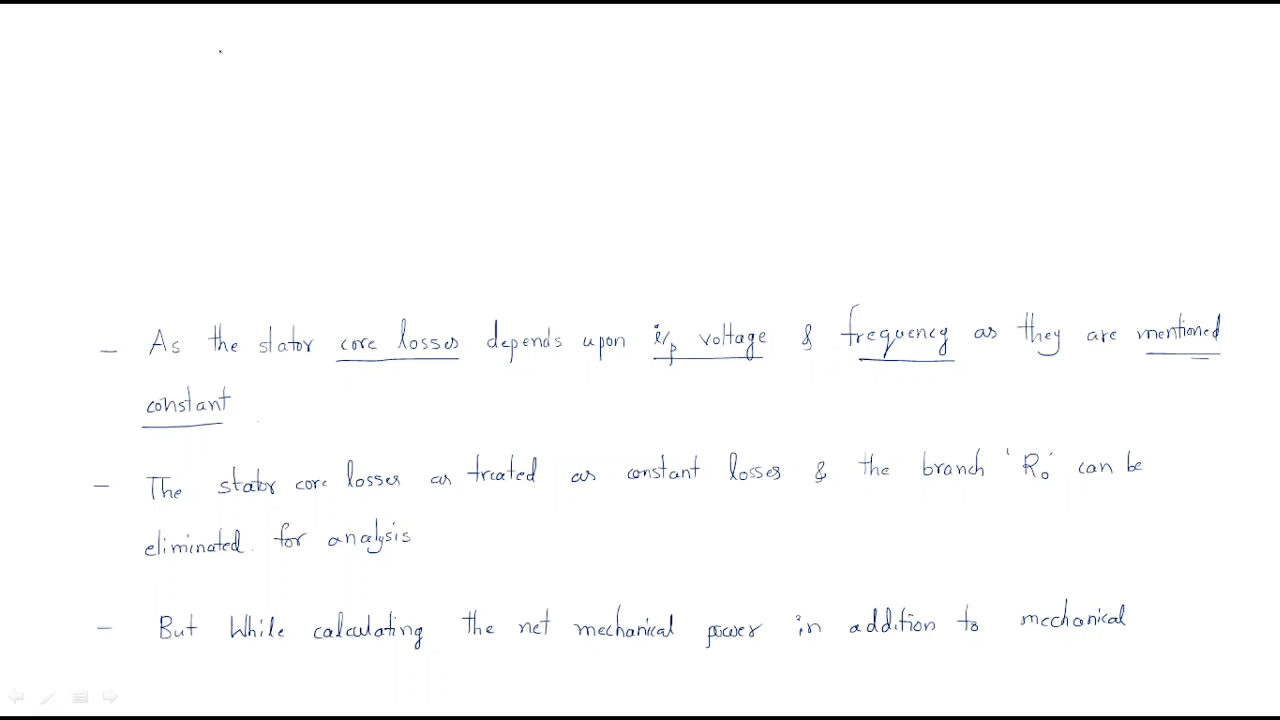 - As the stator core losses depends upon i/p voltage & frequency as they are mentioned
constant
- The stator core losses as treated as constant losses & the branch 'R₀' can be
eliminated. for analysis
- But While calculating the net mechanical power in addition to mechanical